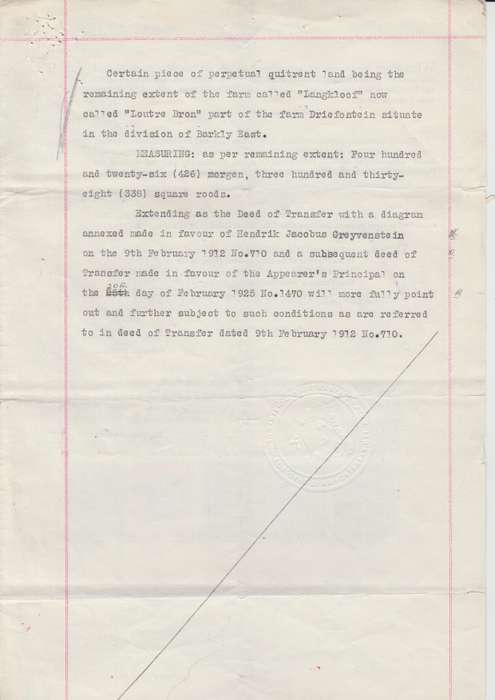 Certain piece of perpetual quitrent land being the
remaining extent of the farm called "Langkloof" now
called "Loutre Bron" part of the farm Driefontein situate
in the division of Barkly East.
MEASURING: as per remaining extent: Four hundred
and twenty-six (426) morgen, three hundred and thirty-
eight (338) square roods.
Extending as the Deed of Transfer with a diagram
annexed made in favour of Hendrik Jacobus Greyvenstein
on the 9th February 1912 No.710 and a subsequent deed of
Transfer made in favour of the Appearer's Principal on
the day of February 1925 No.1470 will more fully point
out and further subject to such conditions as are referred
to in deed of Transfer dated 9th February 1912 No.710.